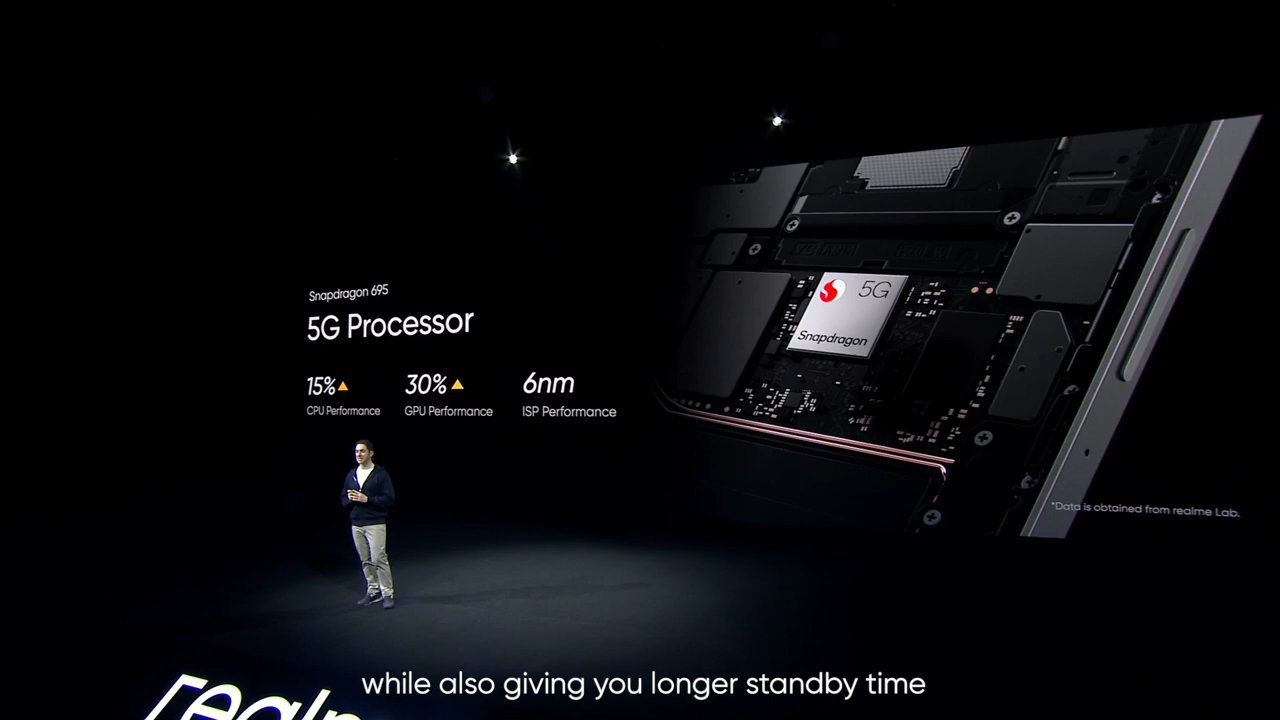 Snapdragon 695
5G Processor
15%▲
CPU Performance
30%▲
GPU Performance
6nm
ISP Performance
5G
Snapdragon
*Data is obtained from realme Lab.
while also giving you longer standby time
realm